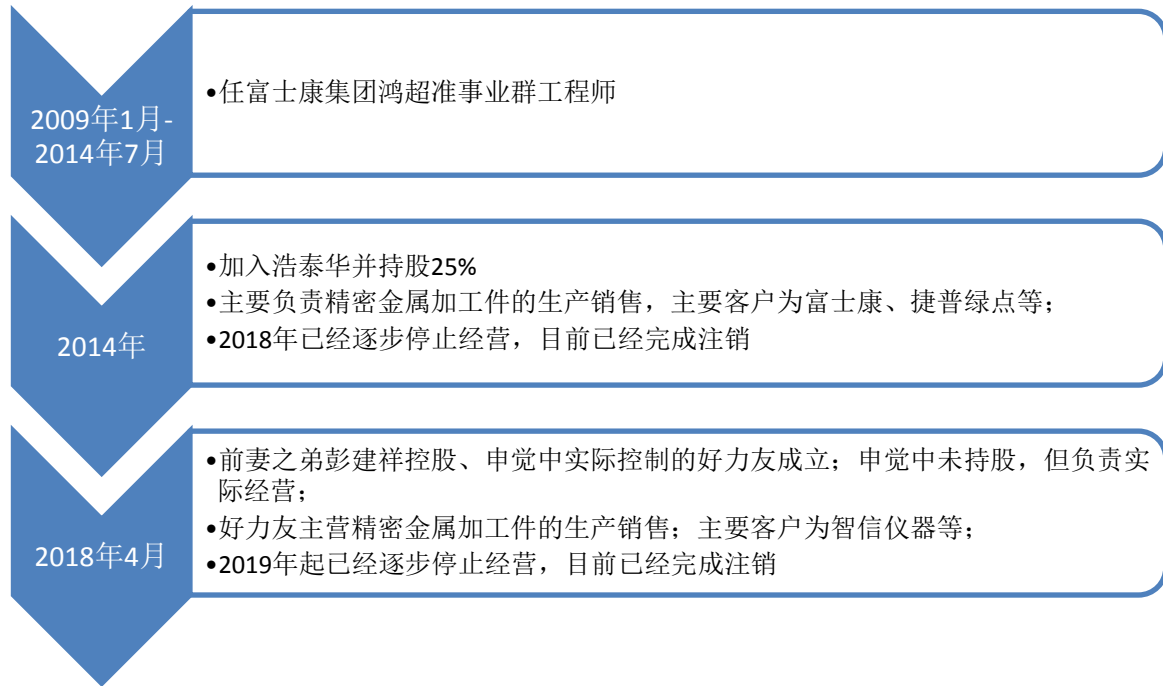 2009年1月-
2014年7月
•任富士康集团鸿超准事业群工程师
2014年
•加入浩泰华并持股25%
•主要负责精密金属加工件的生产销售，主要客户为富士康、捷普绿点等；
•2018年已经逐步停止经营，目前已经完成注销
2018年4月
•前妻之弟彭建祥控股、申觉中实际控制的好力友成立；申觉中未持股，但负责实
际经营；
•好力友主营精密金属加工件的生产销售；主要客户为智信仪器等；
•2019年起已经逐步停止经营，目前已经完成注销